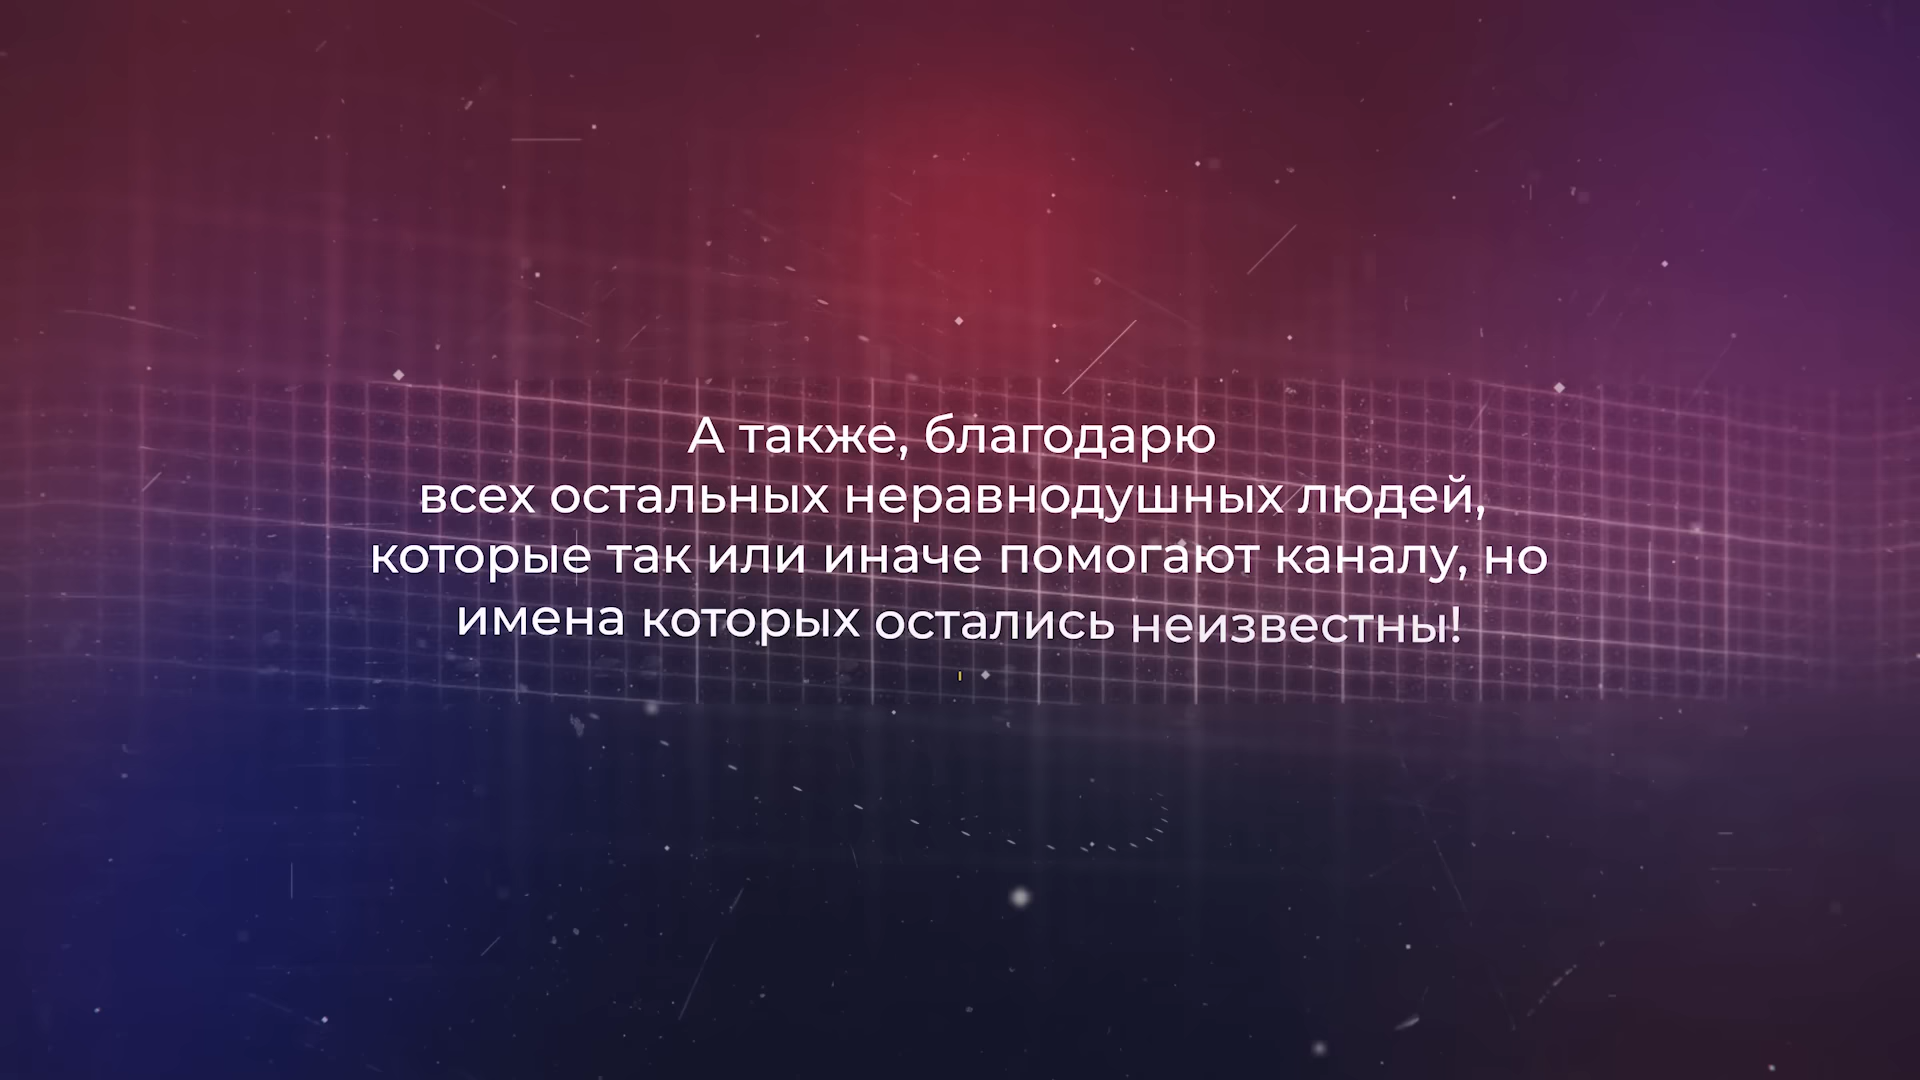 А также, благодарю
всех остальных неравнодушных людей,
которые так или иначе помогают каналу, но
имена которых остались неизвестны!